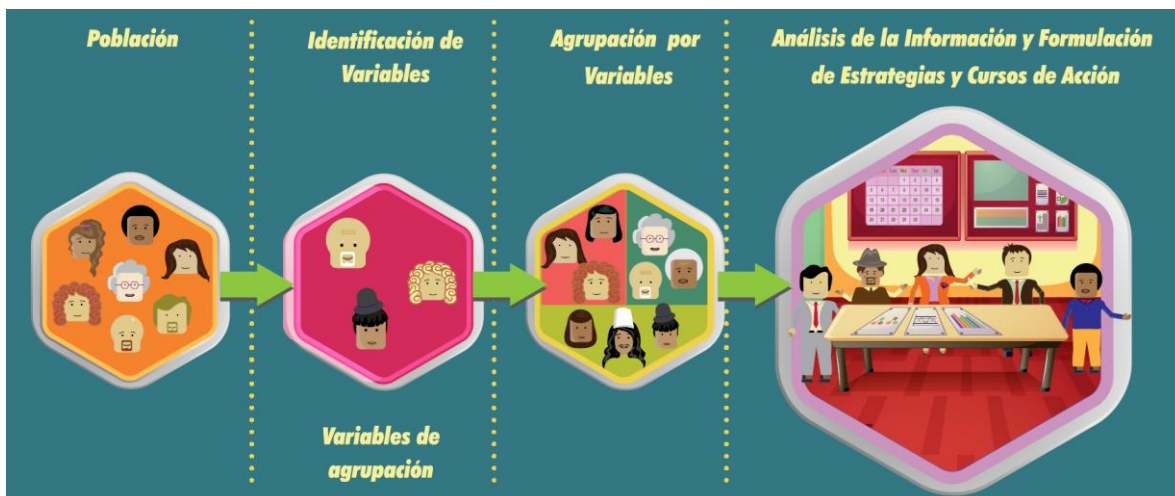 Población
Identificación de
Variables
Variables de
agrupación
Agrupación por
Variables
Análisis de la Información y Formulación
de Estrategias y Cursos de Acción